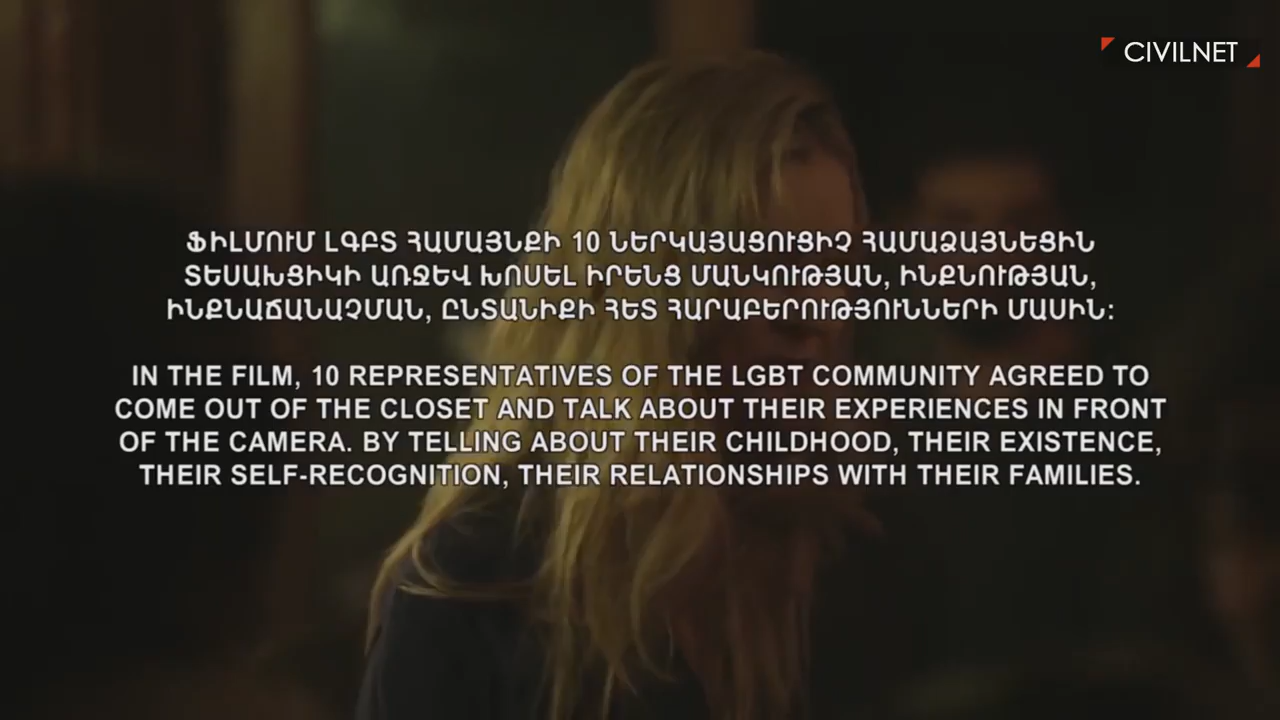 CIVILNET
ՖԻԼՄՈՒՄ ԼԳԲՏ ՀԱՄԱՅՆՔԻ 10 ՆԵՐԿԱՅԱՑՈՒՑԻՉ ՀԱՄԱՁԱՅՆԵՑԻՆ
ՏԵՍԱԽՑԻԿԻ ԱՌՋԵՎ ԽՈՍԵԼ ԻՐԵՆՑ ՄԱՆԿՈՒԹՅԱՆ, ԻՆՔՆՈՒԹՅԱՆ,
ԻՆՔՆԱՃԱՆԱՉՄԱՆ, ԸՆՏԱՆԻՔԻ ՀԵՏ ՀԱՐԱԲԵՐՈՒԹՅՈՒՆՆԵՐԻ ՄԱՍԻՆ:
IN THE FILM, 10 REPRESENTATIVES OF THE LGBT COMMUNITY AGREED TO
COME OUT OF THE CLOSET AND TALK ABOUT THEIR EXPERIENCES IN FRONT
OF THE CAMERA. BY TELLING ABOUT THEIR CHILDHOOD, THEIR EXISTENCE,
THEIR SELF-RECOGNITION, THEIR RELATIONSHIPS WITH THEIR FAMILIES.